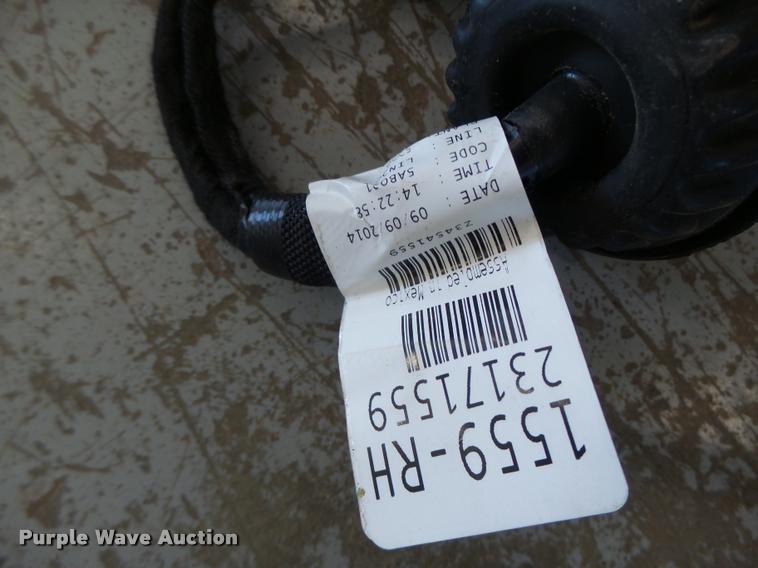 1559-RH
23171559
Assembled in Mexico
234541559
DATE : 09/09/2014
TIME : 14:22:58
CODE : 5AB031
LINE :
Purple Wave Auction